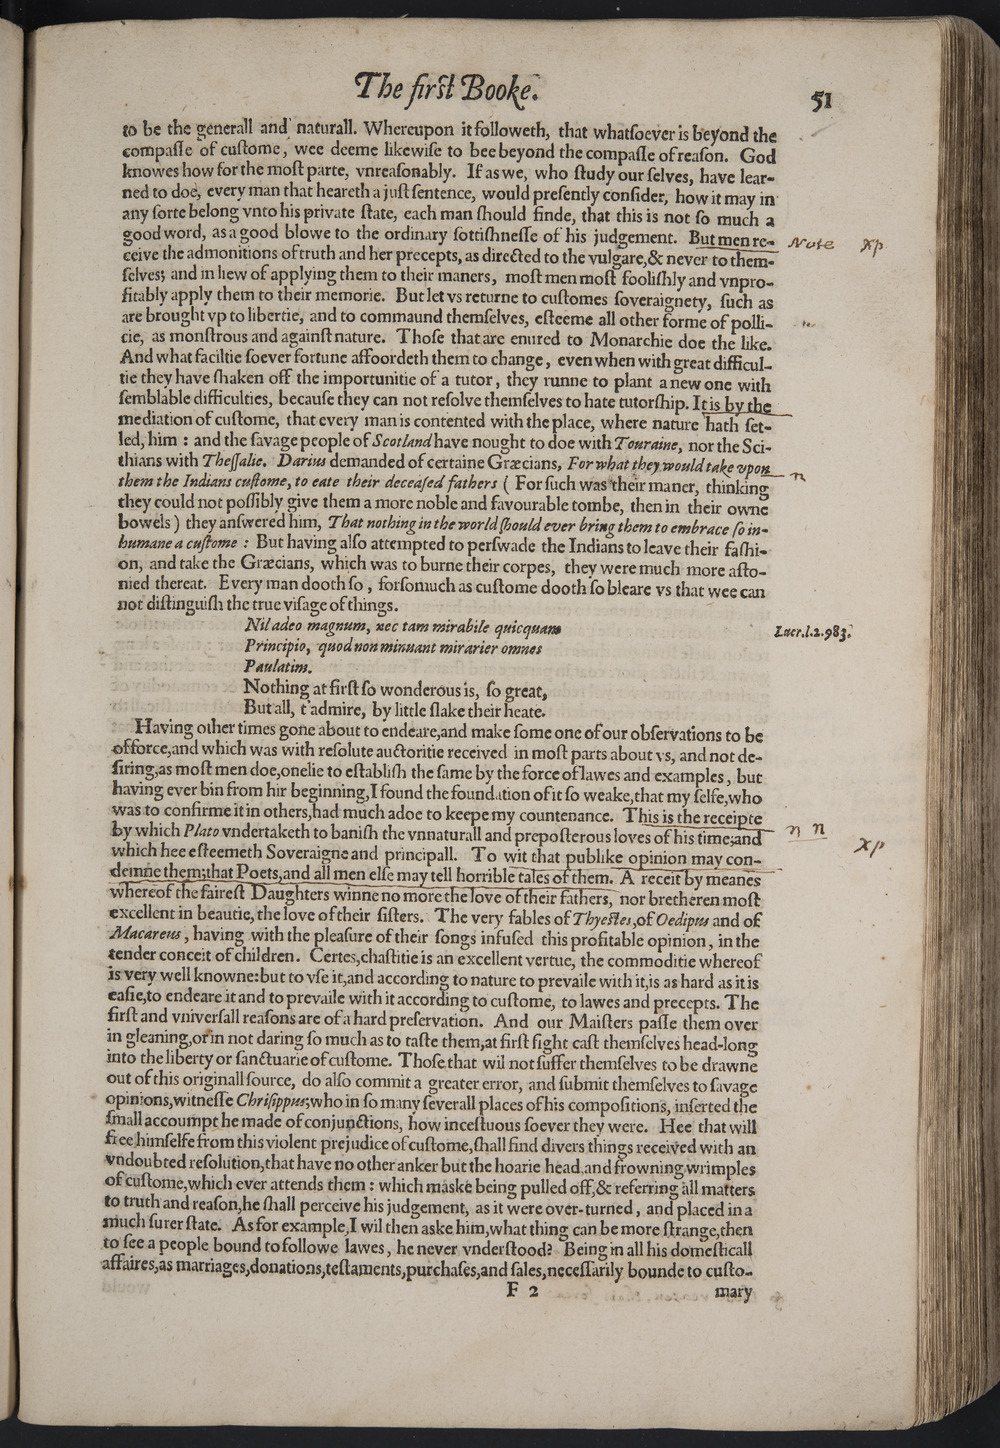 The firſt Booke.
51
to be the generall and naturall. Whereupon it followeth, that whatſoever is beyond the
compaſſe of cuſtome, wee deeme likewiſe to bee beyond the compaſſe of reaſon. God
knowes how for the moſt parte, vnreaſonably. If as we, who ſtudy our ſelves, have lear-
ned to doe, every man that heareth a juſt ſentence, would preſently conſider, how it may in
any ſorte belong vnto his private ſtate, each man ſhould finde, that this is not ſo much a
good word, as a good blowe to the ordinary ſottiſhneſſe of his judgement. But men re-
Note xp
ceive the admonitions of truth and her precepts, as directed to the vulgare,& never to them-
ſelves; and in liew of applying them to their maners, moſt men moſt fooliſhly and vnpro-
fitably apply them to their memorie. But let vs returne to cuſtomes ſoveraignety, ſuch as
are brought vp to libertie, and to commaund themſelves, eſteeme all other forme of polli-
cie, as monſtrous and againſt nature. Thoſe that are enured to Monarchie doe the like.
And what faciltie ſoever fortune affoordeth them to change, even when with great difficul-
tie they have ſhaken off the importunitie of a tutor, they runne to plant a new one with
ſemblable difficulties, becauſe they can not reſolve themſelves to hate tutorſhip. It is by the
mediation of cuſtome, that every man is contented with the place, where nature hath ſet-
led, him : and the ſavage people of Scotland have nought to doe with Touraine, nor the Sci-
thians with Theſſalie. Darius demanded of certaine Græcians, For what they would take vpon
n
them the Indians cuſtome, to eate their deceaſed fathers ( For ſuch was their maner, thinking
they could not poſſibly give them a more noble and favourable tombe, then in their owne
bowels ) they anſwered him, That nothing in the world ſhould ever bring them to embrace ſo in-
humane a cuſtome : But having alſo attempted to perſwade the Indians to leave their faſhi-
on, and take the Græcians, which was to burne their corpes, they were much more aſto-
nied thereat. Every man dooth ſo , forſomuch as cuſtome dooth ſo bleare vs that wee can
not diſtinguiſh the true viſage of things.
Nil adeo magnum, nec tam mirabile quicquam
Lucr.l.2.983.
Principio, quod non minuant mirarier omnes
Paulatim.
Nothing at firſt ſo wonderous is, ſo great,
But all, t'admire, by little ſlake their heate.
Having other times gone about to endeare,and make ſome one of our obſervations to be
of force,and which was with reſolute auctoritie received in moſt parts about vs, and not de-
ſiring,as moſt men doe,onelie to eſtabliſh the ſame by the force of lawes and examples, but
having ever bin from hir beginning,I found the foundation of it ſo weake,that my ſelfe,who
was to confirme it in others,had much adoe to keepe my countenance. This is the receipte
n n
by which Plato vndertaketh to baniſh the vnnaturall and prepoſterous loves of his time;and
xp
which hee eſteemeth Soveraigne and principall. To wit that publike opinion may con-
demne them;that Poets,and all men elſe may tell horrible tales of them. A receit by meanes
whereof the faireſt Daughters winne no more the love of their fathers, nor bretheren moſt
excellent in beautie, the love of their ſiſters. The very fables of Thyeſtes,of Oedipus and of
Macareus, having with the pleaſure of their ſongs infuſed this profitable opinion, in the
tender conceit of children. Certes,chaſtitie is an excellent vertue, the commoditie whereof
is very well knowne:but to vſe it,and according to nature to prevaile with it,is as hard as it is
eaſie,to endeare it and to prevaile with it according to cuſtome, to lawes and precepts. The
firſt and vniverſall reaſons are of a hard preſervation. And our Maiſters paſſe them over
in gleaning,or in not daring ſo much as to taſte them,at firſt ſight caſt themſelves head-long
into the liberty or ſanctuarie of cuſtome. Thoſe that wil not ſuffer themſelves to be drawne
out of this originall ſource, do alſo commit a greater error, and ſubmit themſelves to ſavage
opinions,witneſſe Chriſippus;who in ſo many ſeverall places of his compoſitions, inſerted the
ſmall accoumpt he made of conjunctions, how inceſtuous ſoever they were. Hee that will
free himſelfe from this violent prejudice of cuſtome,ſhall find divers things received with an
vndoubted reſolution,that have no other anker but the hoarie head and frowning wrimples
of cuſtome,which ever attends them : which maske being pulled off,& referring all matters
to truth and reaſon,he ſhall perceive his judgement, as it were over-turned, and placed in a
much ſurer ſtate. As for example,I wil then aske him,what thing can be more ſtrange,then
to ſee a people bound to followe lawes, he never vnderſtood? Being in all his domeſticall
affaires,as marriages,donations,teſtaments,purchaſes,and ſales,neceſſarily bounde to cuſto-
F 2 mary